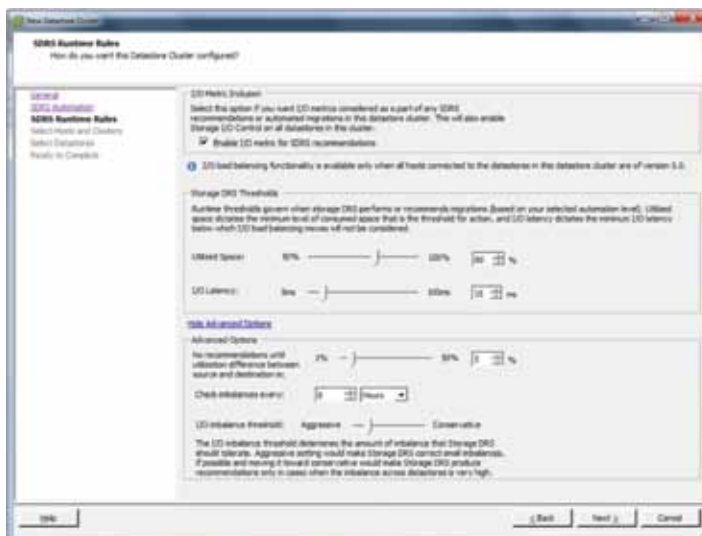 New Datastore Cluster
SDRS Runtime Rules
How do you want this Datastore Cluster configured?
General
SDRS Automation
SDRS Runtime Rules
Select Hosts and Clusters
Select Datastores
Ready to Complete
I/O Metric Inclusion
Select this option if you want I/O metrics considered as a part of any SDRS
recommendations or automated migrations in this datastore cluster. This will also enable
Storage I/O Control on all datastores in this cluster.
Enable I/O metric for SDRS recommendations
I/O load balancing functionality is available only when all hosts connected to the datastores in this datastore cluster are of version 5.0.
Storage DRS Thresholds
Runtime thresholds govern when storage DRS performs or recommends migrations (based on your selected automation level). Utilized
space dictates the minimum level of consumed space that is the threshold for action, and I/O latency dictates the minimum I/O latency
below which I/O load balancing moves will not be considered.
Utilized Space: 50% 100% 80 %
I/O Latency: 5ms 100ms 15 ms
Hide Advanced Options
Advanced Options
No recommendations until
utilization difference between
source and destination is:
1% 50% 5 %
Check imbalances every: 8 Hours
I/O imbalance threshold: Aggressive Conservative
The I/O imbalance threshold determines the amount of imbalance that Storage DRS
should tolerate. Aggressive setting would make Storage DRS correct small imbalances,
if possible and moving it toward conservative would make Storage DRS produce
recommendations only in cases when the imbalance across datastores is very high.
Help
< Back
Next >
Cancel